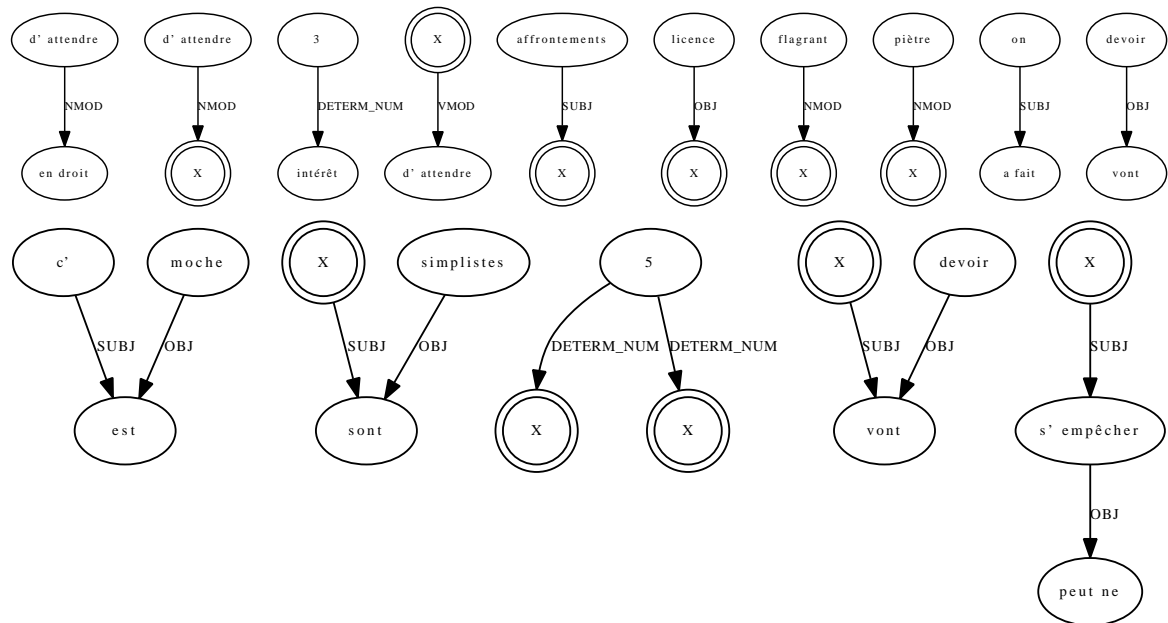 d' attendre d' attendre 3 X affrontements licence flagrant piètre on devoir
NMOD NMOD DETERM_NUM VMOD SUBJ OBJ NMOD NMOD SUBJ OBJ
en droit X intérêt d' attendre X X X X a fait vont
c' moche X simplistes 5 X devoir X
SUBJ OBJ SUBJ OBJ DETERM_NUM DETERM_NUM SUBJ OBJ SUBJ
est sont X X vont s' empêcher
OBJ
peut ne